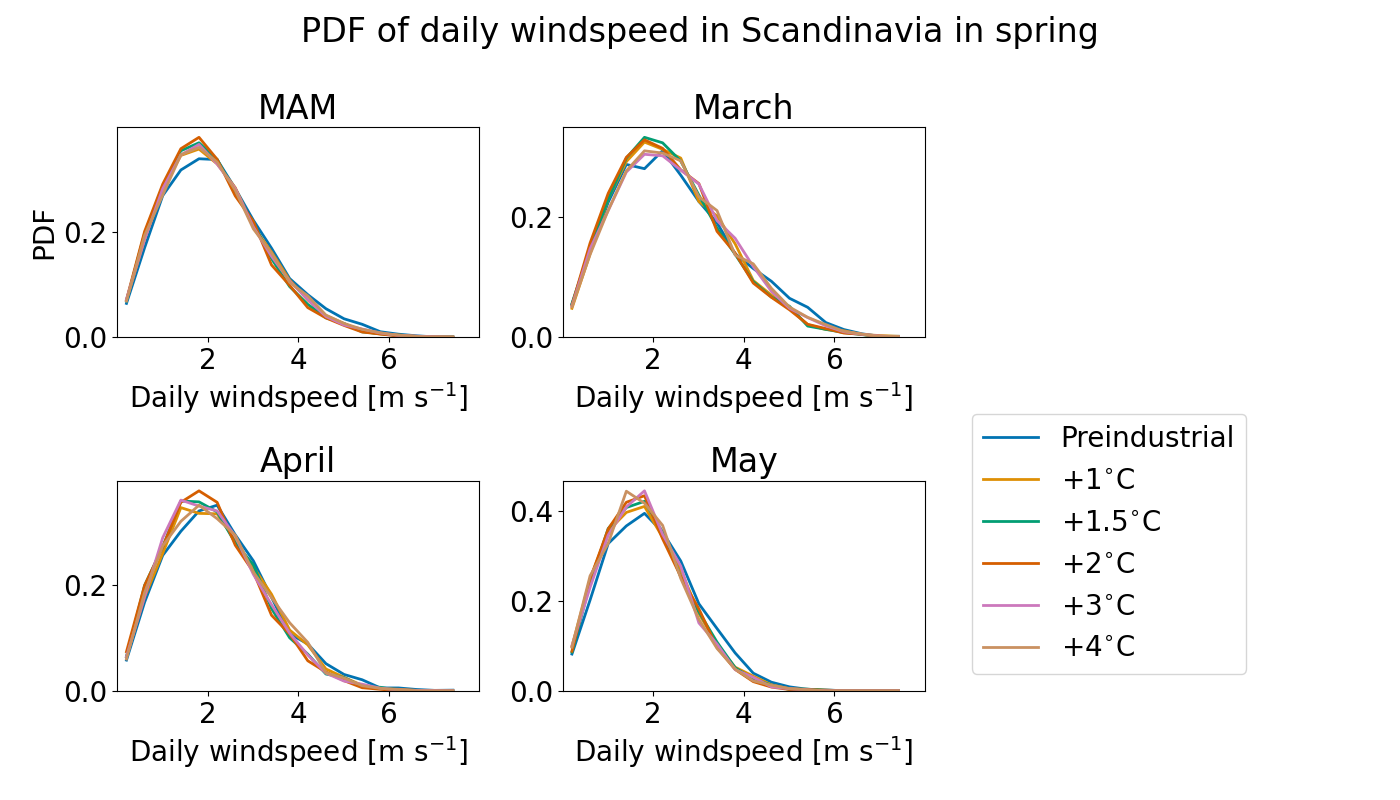 PDF of daily windspeed in Scandinavia in spring
MAM
PDF
0.2
0.0
2 4 6
Daily windspeed [m s⁻¹]
March
0.2
0.0
2 4 6
Daily windspeed [m s⁻¹]
April
0.2
0.0
2 4 6
Daily windspeed [m s⁻¹]
May
0.4
0.2
0.0
2 4 6
Daily windspeed [m s⁻¹]
Preindustrial
+1°C
+1.5°C
+2°C
+3°C
+4°C